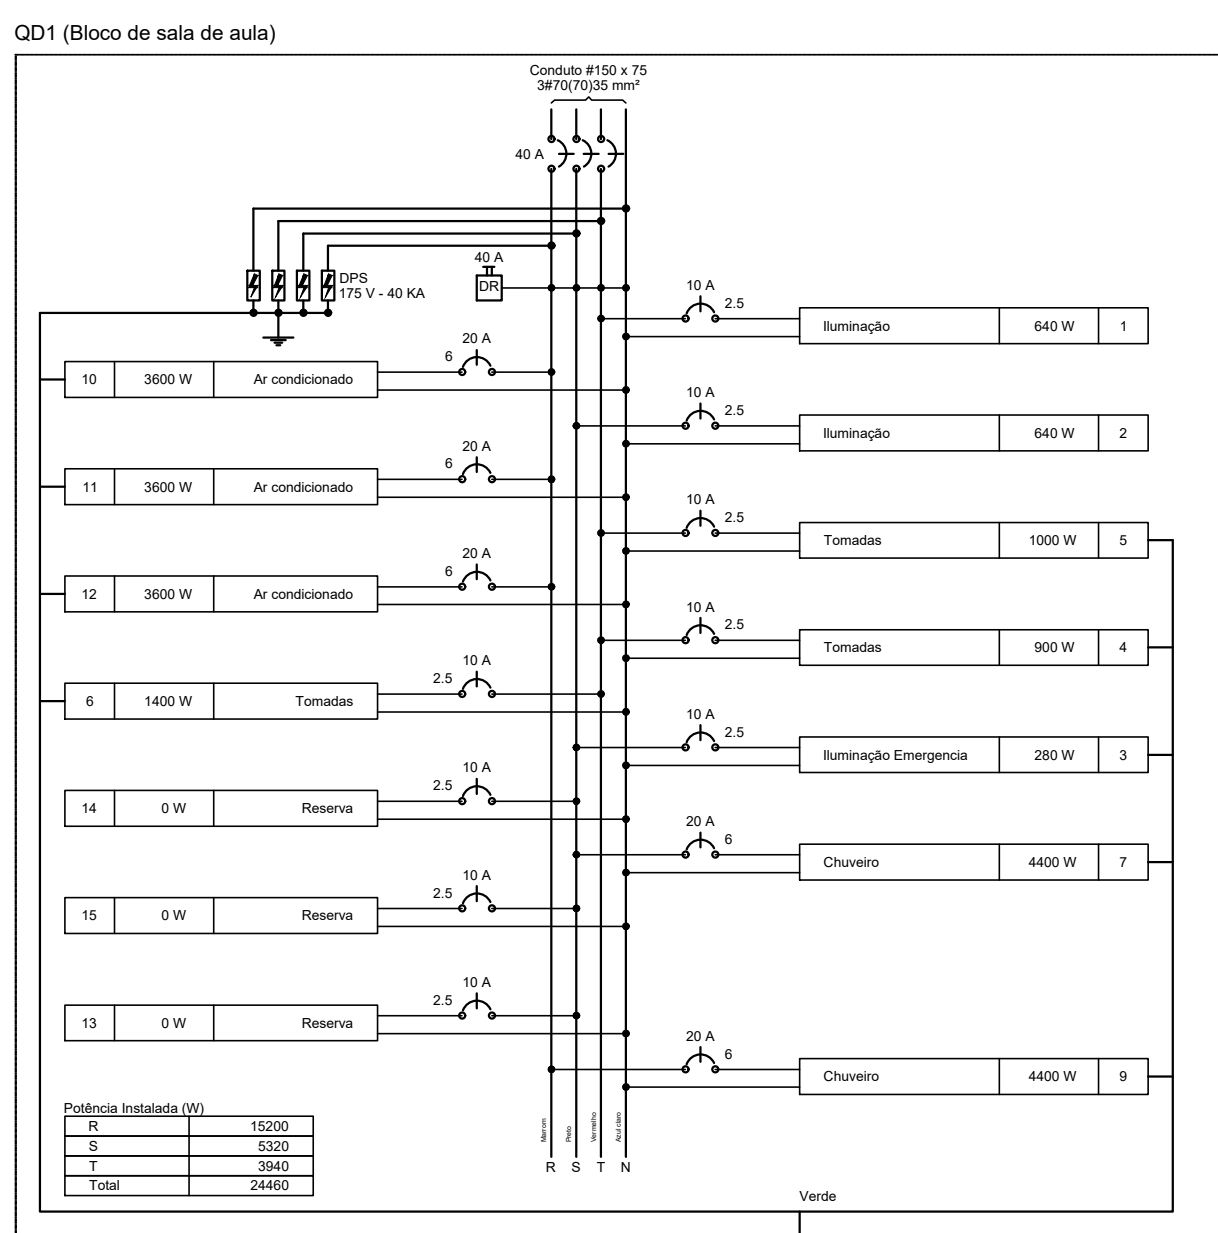 QD1 (Bloco de sala de aula)
Conduto #150 x 75
3#70(70)35 mm²
40 A
DPS
175 V - 40 KA
40 A
DR
10 A
2.5
Iluminação 640 W 1
20 A
6
10 3600 W Ar condicionado
10 A
2.5
Iluminação 640 W 2
20 A
6
11 3600 W Ar condicionado
10 A
2.5
Tomadas 1000 W 5
20 A
6
12 3600 W Ar condicionado
10 A
2.5
Tomadas 900 W 4
10 A
2.5
6 1400 W Tomadas
10 A
2.5
Iluminação Emergencia 280 W 3
10 A
2.5
14 0 W Reserva
20 A
6
Chuveiro 4400 W 7
10 A
2.5
15 0 W Reserva
10 A
2.5
13 0 W Reserva
20 A
6
Chuveiro 4400 W 9
Potência Instalada (W)
R 15200
S 5320
T 3940
Total 24460
Marrom
Preto
Vermelho
Azul claro
R S T N
Verde